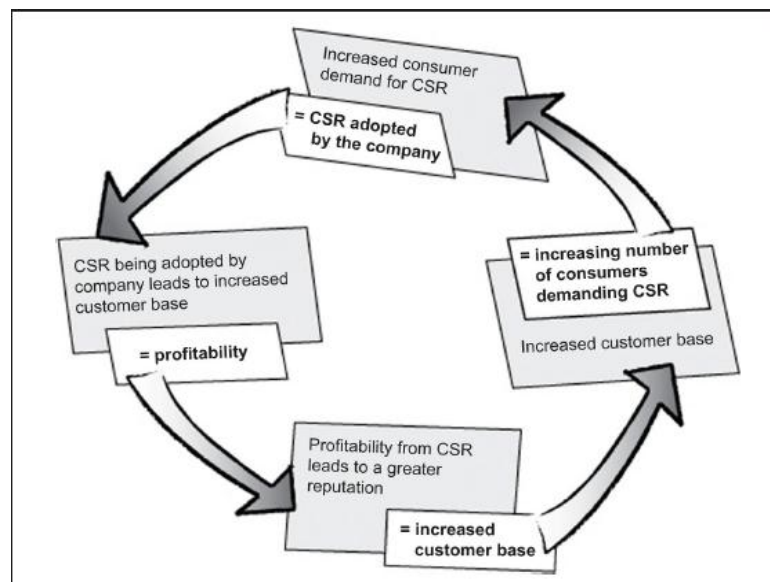 Increased consumer
demand for CSR
= CSR adopted
by the company
CSR being adopted by
company leads to increased
customer base
= profitability
Profitability from CSR
leads to a greater
reputation
= increased
customer base
= increasing number
of consumers
demanding CSR
Increased customer base